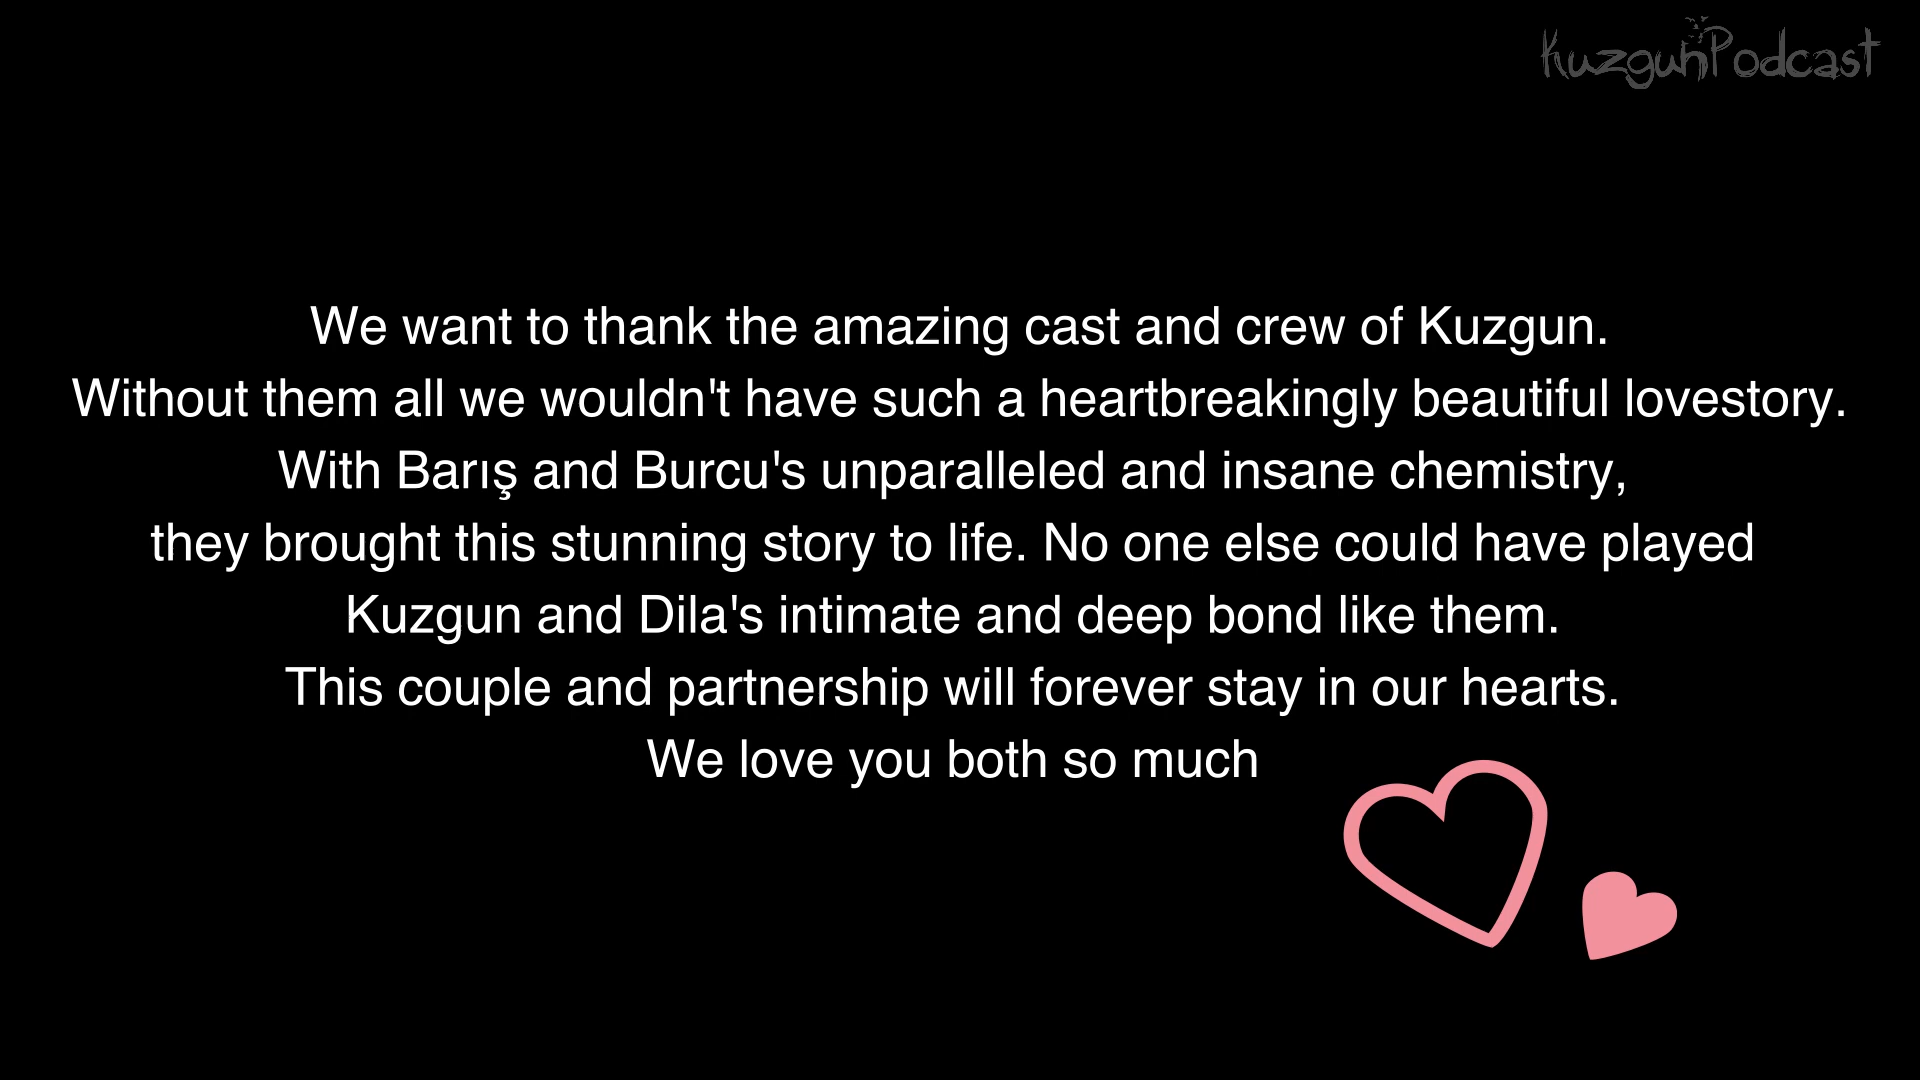 KuzgunPodcast
We want to thank the amazing cast and crew of Kuzgun.
Without them all we wouldn't have such a heartbreakingly beautiful lovestory.
With Barış and Burcu's unparalleled and insane chemistry,
they brought this stunning story to life. No one else could have played
Kuzgun and Dila's intimate and deep bond like them.
This couple and partnership will forever stay in our hearts.
We love you both so much